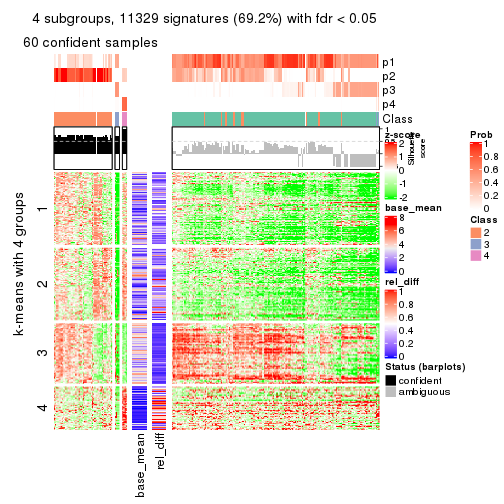 4 subgroups, 11329 signatures (69.2%) with fdr < 0.05
60 confident samples
p1
p2
p3
p4
Class
1
Silhouette
score
k-means with 4 groups
1
2
3
4
base_mean
rel_diff
z-score
2
1
0
-2
base_mean
8
6
4
2
0
rel_diff
1
0.8
0.6
0.4
0.2
0
Status (barplots)
confident
ambiguous
Prob
1
0.8
0.6
0.4
0.2
0
Class
2
3
4